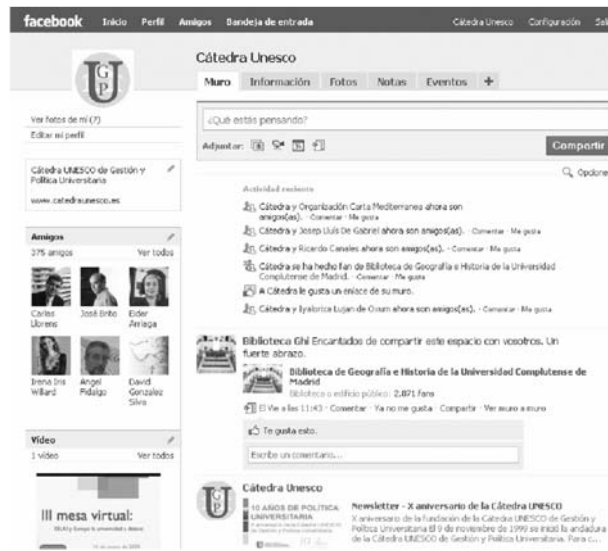 facebook Inicio Perfil Amigos Bandeja de entrada Cátedra Unesco Configuración
UGP
Cátedra Unesco
Muro Información Fotos Notas Eventos +
¿Qué estás pensando?
Adjuntar: Compartir
Ver fotos de mí (7)
Editar mi perfil
Cátedra UNESCO de Gestión y
Política Universitaria
www.catedraunesco.es
Amigos
375 amigos Ver todos
Carlos
Llorens
José Brito
Eider
Arriaga
Irena Iris
Willard
Angel
Fidalgo
David
Gonzalez
Silva
Vídeo
1 vídeo Ver todos
III mesa virtual:
Opcione
Actividad reciente
Cátedra y Organización Carta Mediterranea ahora son
amigos(as). · Comentar · Me gusta
Cátedra y Josep Lluís De Gabriel ahora son amigos(as). · Comentar · Me gusta
Cátedra y Ricardo Canales ahora son amigos(as). · Comentar · Me gusta
Cátedra se ha hecho fan de Biblioteca de Geografía e Historia de la Universidad
Complutense de Madrid. · Comentar · Me gusta
A Cátedra le gusta un enlace de su muro.
Cátedra y Iyaloriza Lujan de Oxum ahora son amigos(as). · Comentar · Me gusta
Biblioteca Ghi Encantados de compartir este espacio con vosotros. Un
fuerte abrazo.
Biblioteca de Geografía e Historia de la Universidad Complutense de
Madrid
Biblioteca o edificio público: 2,871 fans
El Vie a las 11:43 · Comentar · Ya no me gusta · Compartir · Ver muro a muro
Te gusta esto.
Escribe un comentario...
Cátedra Unesco
10 AÑOS DE POLÍTICA
UNIVERSITARIA
Newsletter - X aniversario de la Cátedra UNESCO
X aniversario de la fundación de la Cátedra UNESCO de Gestión y
Política Universitaria El 9 de noviembre de 1999 se inició la andadura
de la Cátedra UNESCO de Gestión y Política Universitaria. Para c...